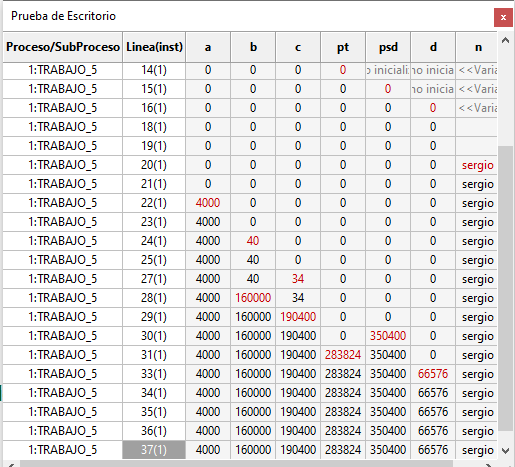 Prueba de Escritorio
Proceso/SubProceso Linea(inst) a b c pt psd d n
1:TRABAJO_5 14(1) 0 0 0 0 o iniciali no inicia <<Varia
1:TRABAJO_5 15(1) 0 0 0 0 0 no inicia <<Varia
1:TRABAJO_5 16(1) 0 0 0 0 0 0 <<Varia
1:TRABAJO_5 18(1) 0 0 0 0 0 0
1:TRABAJO_5 19(1) 0 0 0 0 0 0
1:TRABAJO_5 20(1) 0 0 0 0 0 0 sergio
1:TRABAJO_5 21(1) 0 0 0 0 0 0 sergio
1:TRABAJO_5 22(1) 4000 0 0 0 0 0 sergio
1:TRABAJO_5 23(1) 4000 0 0 0 0 0 sergio
1:TRABAJO_5 24(1) 4000 40 0 0 0 0 sergio
1:TRABAJO_5 25(1) 4000 40 0 0 0 0 sergio
1:TRABAJO_5 27(1) 4000 40 34 0 0 0 sergio
1:TRABAJO_5 28(1) 4000 160000 34 0 0 0 sergio
1:TRABAJO_5 29(1) 4000 160000 190400 0 0 0 sergio
1:TRABAJO_5 30(1) 4000 160000 190400 0 350400 0 sergio
1:TRABAJO_5 31(1) 4000 160000 190400 283824 350400 0 sergio
1:TRABAJO_5 33(1) 4000 160000 190400 283824 350400 66576 sergio
1:TRABAJO_5 34(1) 4000 160000 190400 283824 350400 66576 sergio
1:TRABAJO_5 35(1) 4000 160000 190400 283824 350400 66576 sergio
1:TRABAJO_5 36(1) 4000 160000 190400 283824 350400 66576 sergio
1:TRABAJO_5 37(1) 4000 160000 190400 283824 350400 66576 sergio